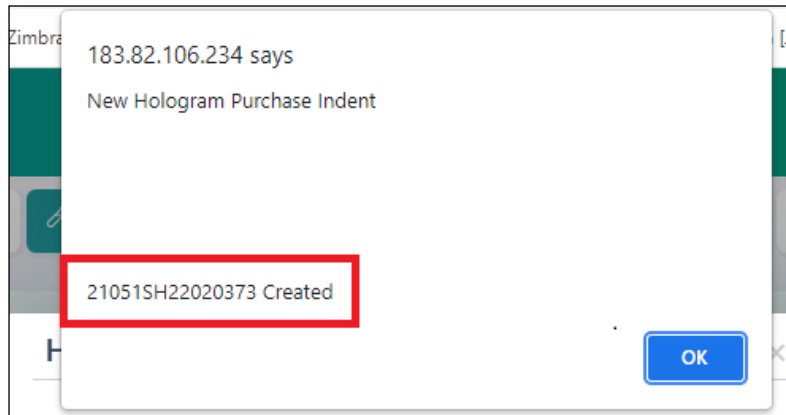 Zimbra
183.82.106.234 says
New Hologram Purchase Indent
21051SH22020373 Created
OK
H